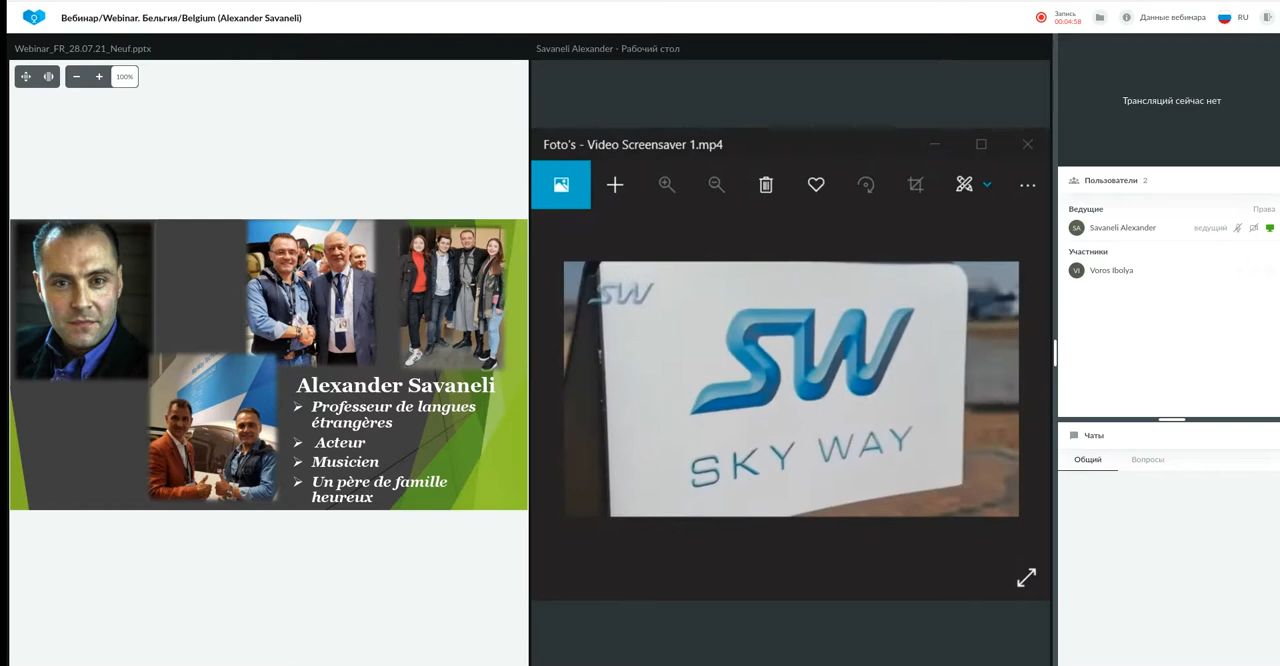 Вебинар/Webinar. Бельгия/Belgium (Alexander Savaneli)
Запись
00:04:58
Данные вебинара
RU
Webinar_FR_28.07.21_Neuf.pptx
100%
Alexander Savaneli
Professeur de langues
étrangères
Acteur
Musicien
Un père de famille
heureux
Savaneli Alexander - Рабочий стол
Foto's - Video Screensaver 1.mp4
SW
SW
SKY WAY
Трансляций сейчас нет
Пользователи 2
Ведущие Права
SA Savaneli Alexander ведущий
Участники
VI Voros Ibolya
Чаты
Общий Вопросы